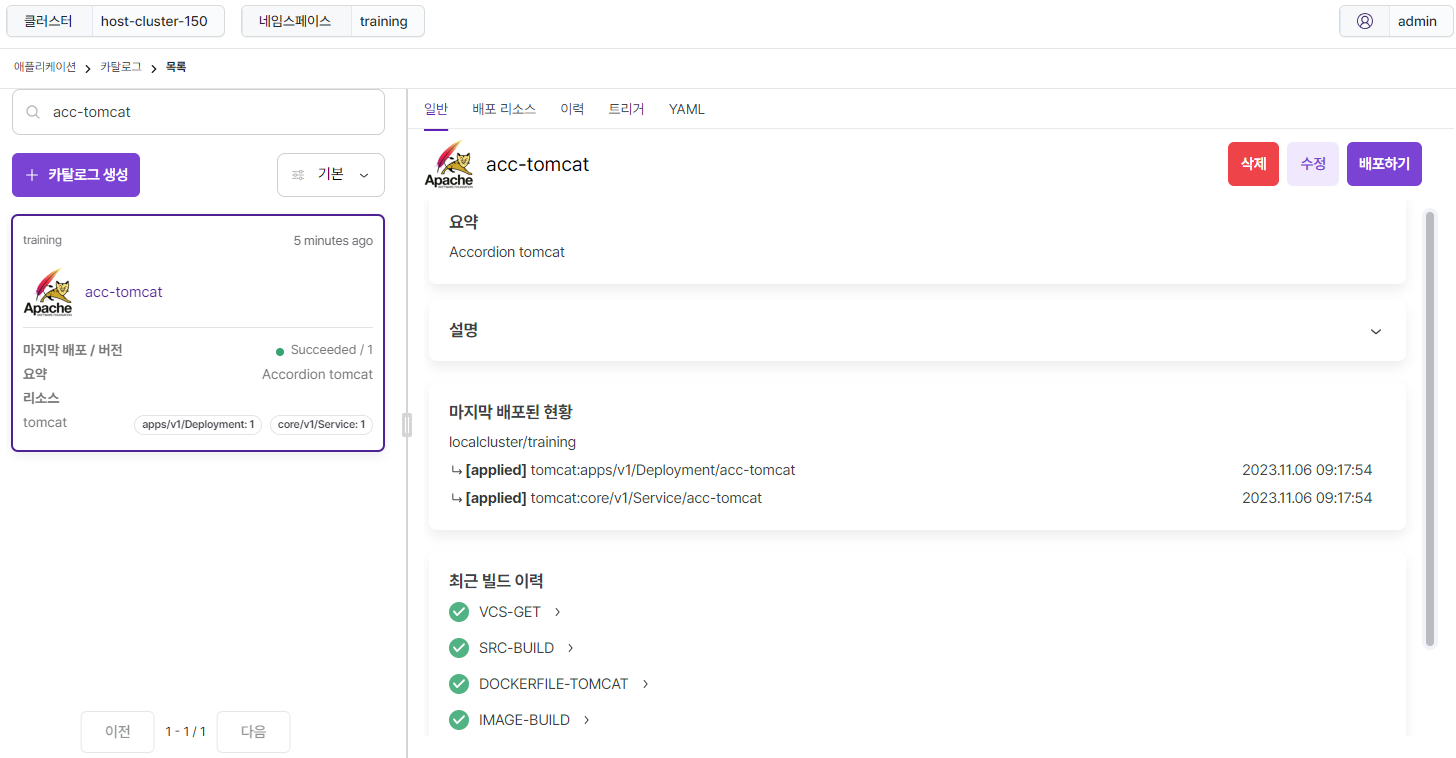 클러스터 host-cluster-150 네임스페이스 training admin
애플리케이션 > 카탈로그 > 목록
acc-tomcat
+ 카탈로그 생성 기본
training 5 minutes ago
Apache
acc-tomcat
마지막 배포 / 버전 Succeeded / 1
요약 Accordion tomcat
리소스
tomcat apps/v1/Deployment: 1 core/v1/Service: 1
이전 1 - 1 / 1 다음
일반 배포 리소스 이력 트리거 YAML
Apache
acc-tomcat 삭제 수정 배포하기
요약
Accordion tomcat
설명
마지막 배포된 현황
localcluster/training
↳ [applied] tomcat:apps/v1/Deployment/acc-tomcat 2023.11.06 09:17:54
↳ [applied] tomcat:core/v1/Service/acc-tomcat 2023.11.06 09:17:54
최근 빌드 이력
VCS-GET >
SRC-BUILD >
DOCKERFILE-TOMCAT >
IMAGE-BUILD >